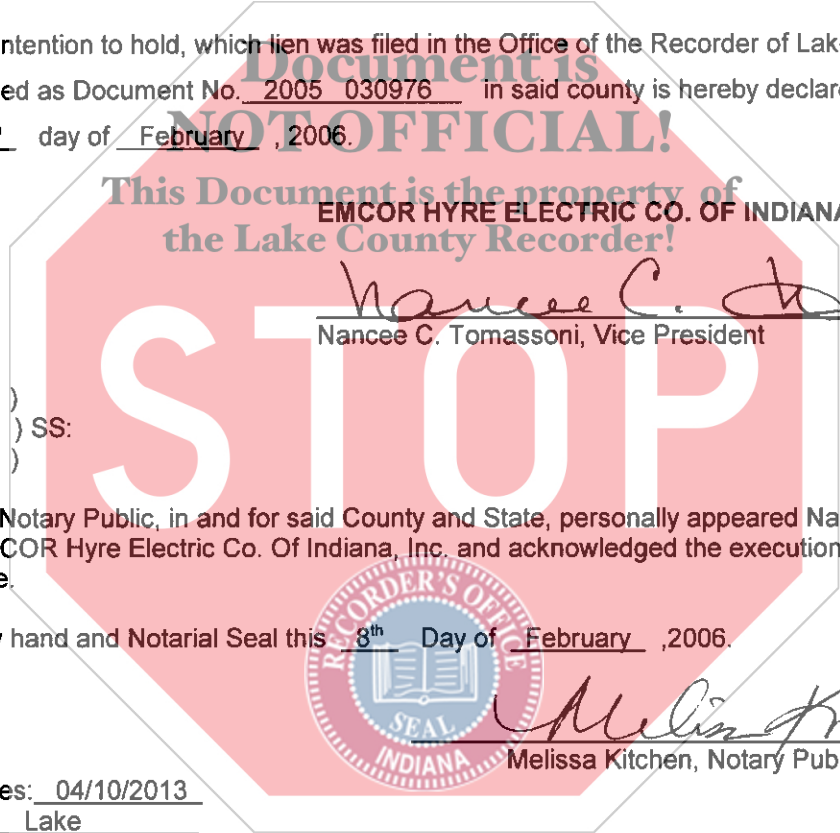 ntention to hold, which lien was filed in the Office of the Recorder of Lak
Document is
ed as Document No. 2005 030976 in said county is hereby declar
NOT OFFICIAL!
day of February , 2006.
This Document is the property of
EMCOR HYRE ELECTRIC CO. OF INDIANA
the Lake County Recorder!
Nancee C.
Nancee C. Tomassoni, Vice President
STOP
)
) SS:
)
Notary Public, in and for said County and State, personally appeared Na
COR Hyre Electric Co. Of Indiana, Inc. and acknowledged the execution
e.
hand and Notarial Seal this 8th Day of February ,2006.
RECORDER'S OFFICE
SEAL
INDIANA
Melissa
Melissa Kitchen, Notary Pub
es: 04/10/2013
Lake